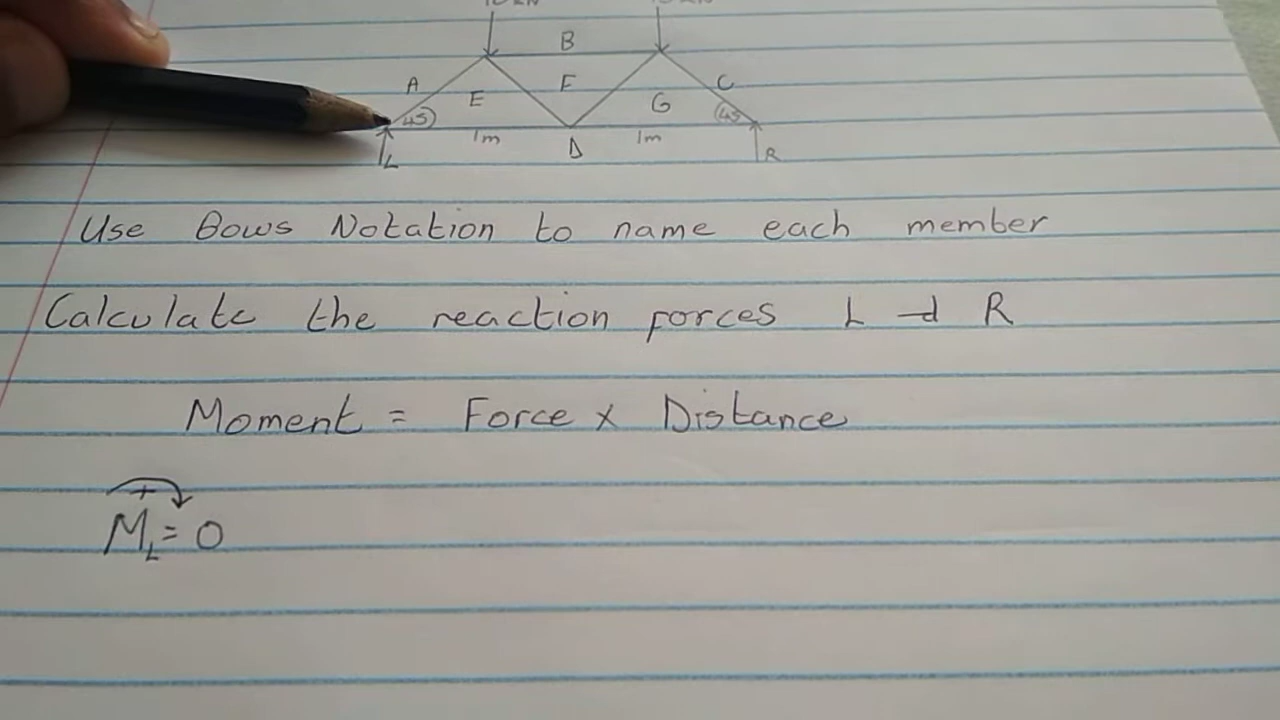 B
A F C
E G
45 45
1m 1m
L D R
Use Bows Notation to name each member
Calculate the reaction forces L d R
Moment = Force x Distance
+
M_L = 0